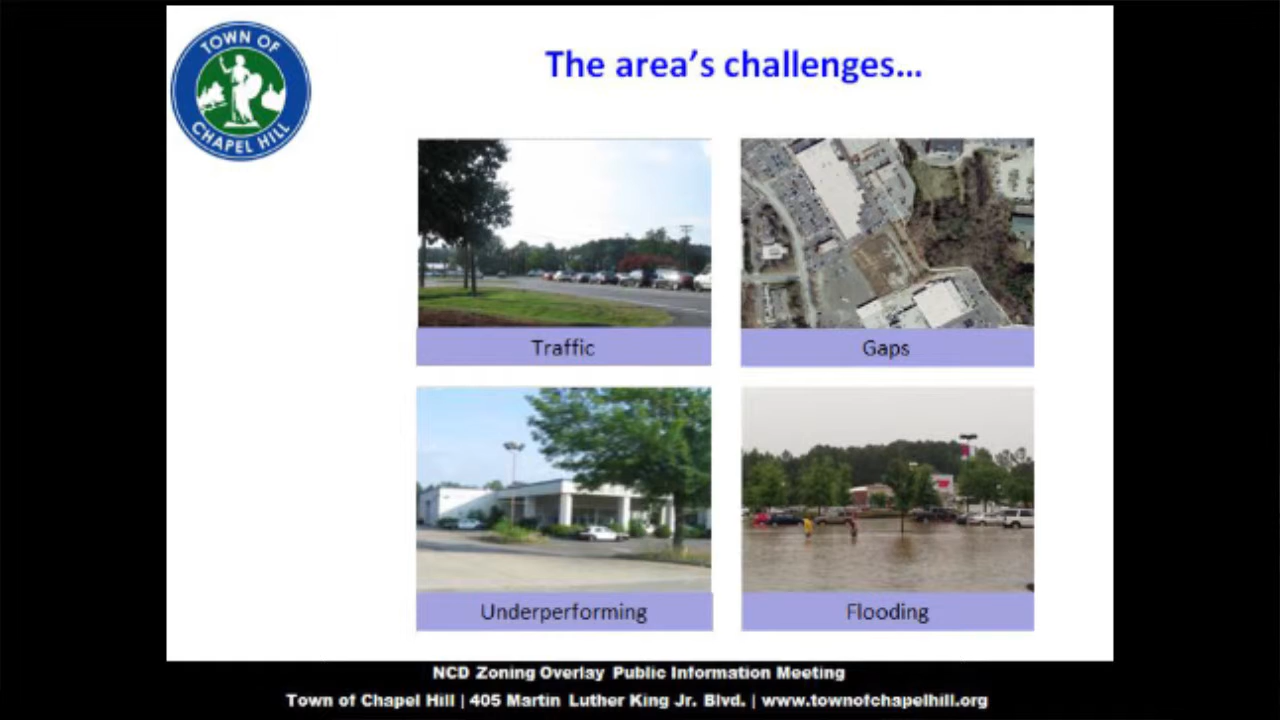 TOWN OF
CHAPEL HILL
The area's challenges...
Traffic
Gaps
Underperforming
Flooding
NCD Zoning Overlay Public Information Meeting
Town of Chapel Hill | 405 Martin Luther King Jr. Blvd. | www.townofchapelhill.org